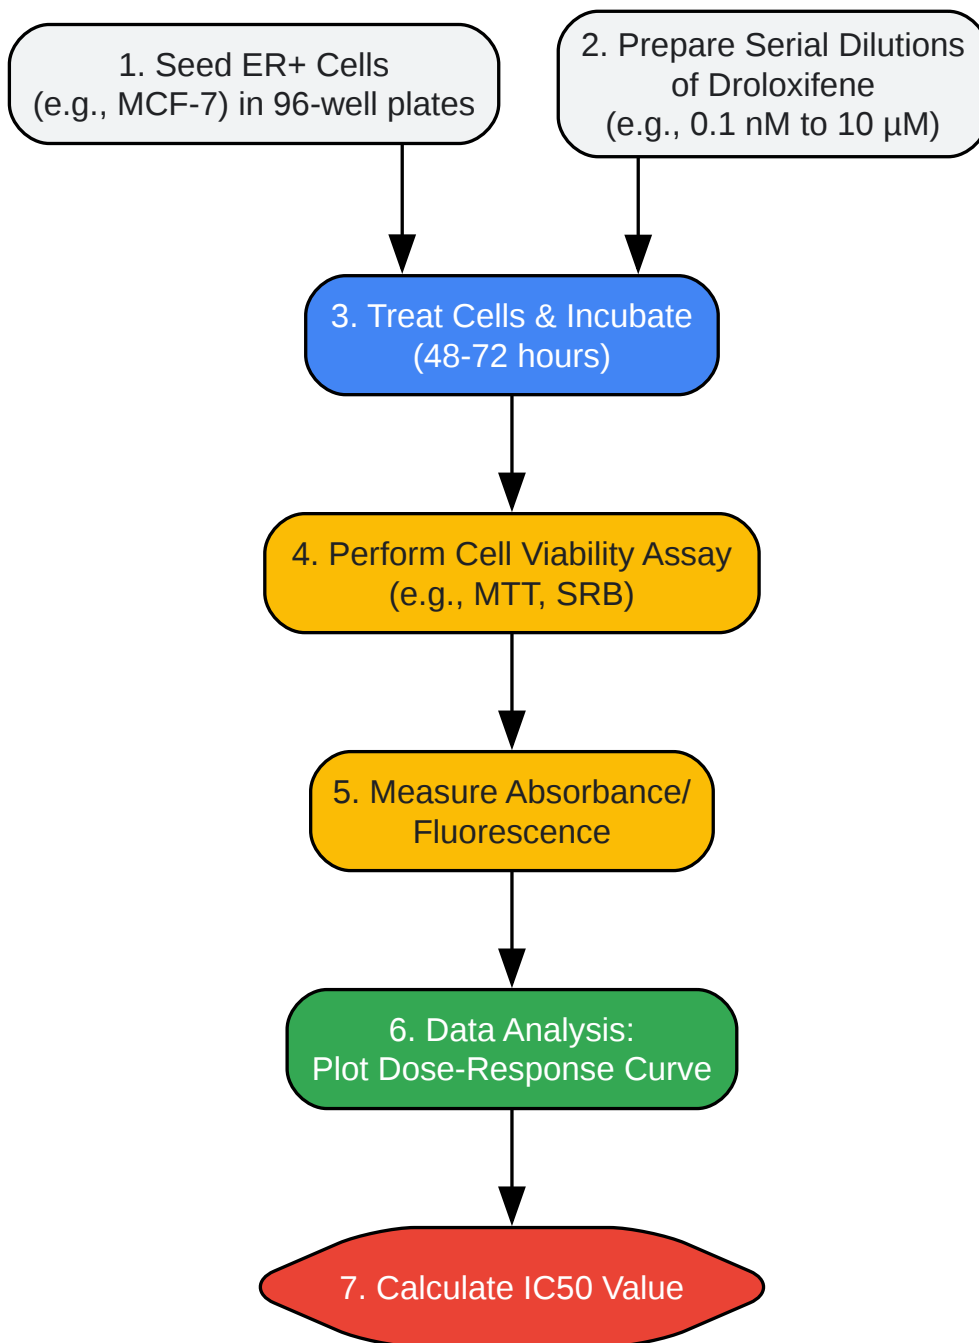 1. Seed ER+ Cells
(e.g., MCF-7) in 96-well plates
2. Prepare Serial Dilutions
of Droloxifene
(e.g., 0.1 nM to 10 µM)
3. Treat Cells & Incubate
(48-72 hours)
4. Perform Cell Viability Assay
(e.g., MTT, SRB)
5. Measure Absorbance/
Fluorescence
6. Data Analysis:
Plot Dose-Response Curve
7. Calculate IC50 Value